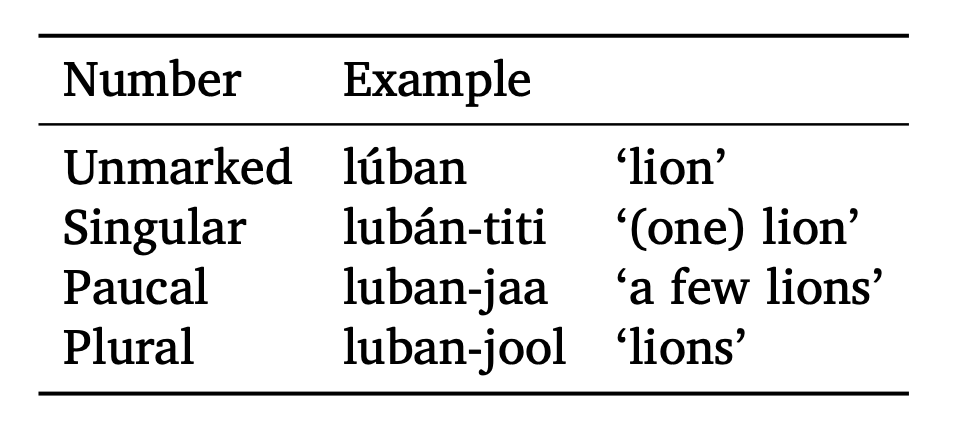 Number Example
Unmarked lúban ‘lion’
Singular lubán-titi ‘(one) lion’
Paucal luban-jaa ‘a few lions’
Plural luban-jool ‘lions’